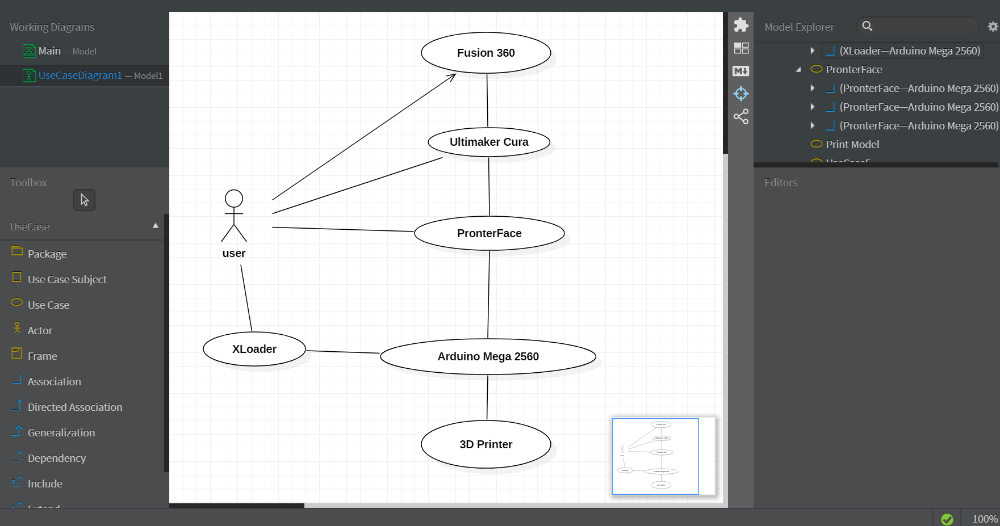 Working Diagrams
Main — Model
UseCaseDiagram1 — Model1
Toolbox
UseCase
Package
Use Case Subject
Use Case
Actor
Frame
Association
Directed Association
Generalization
Dependency
Include
Extend
Fusion 360
Ultimaker Cura
PronterFace
user
XLoader
Arduino Mega 2560
3D Printer
Model Explorer
(XLoader—Arduino Mega 2560)
PronterFace
(PronterFace—Arduino Mega 2560)
(PronterFace—Arduino Mega 2560)
(PronterFace—Arduino Mega 2560)
Print Model
Editors
100%